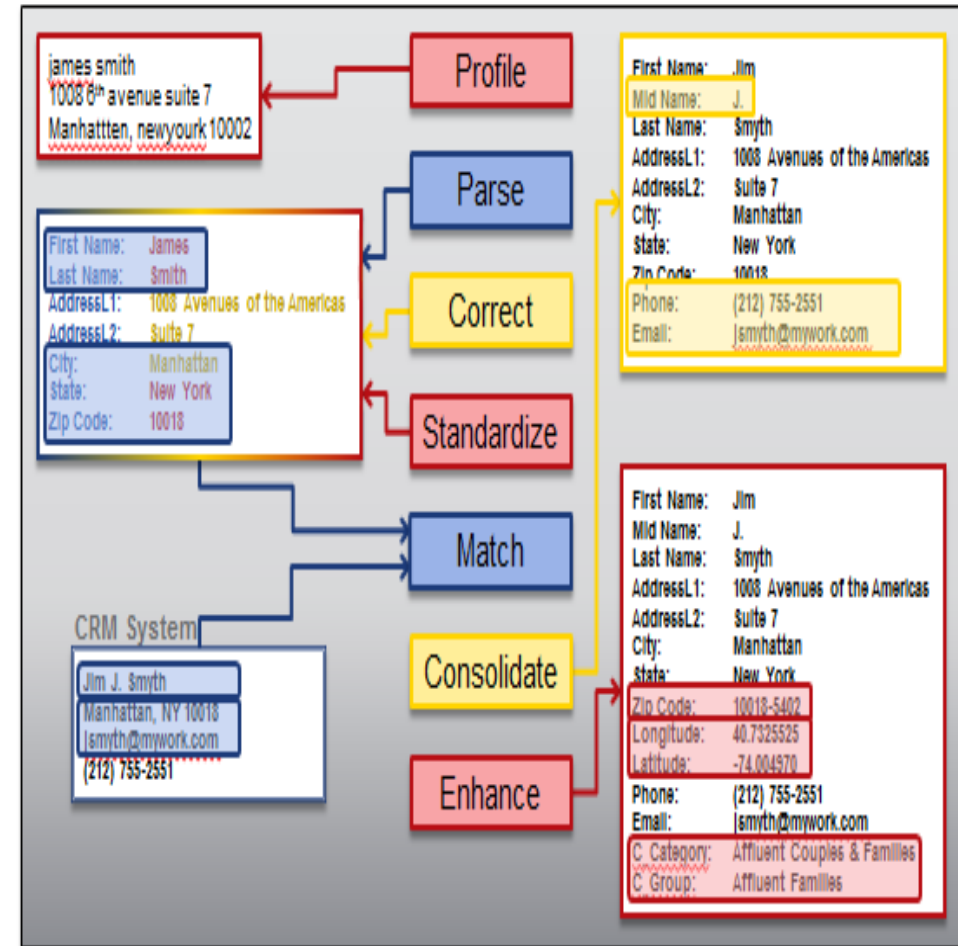 james smith
1008 6th avenue suite 7
Manhattten, newyourk 10002
Profile
Parse
Correct
Standardize
Match
Consolidate
Enhance
First Name: James
Last Name: Smith
AddressL1: 1008 Avenues of the Americas
AddressL2: Suite 7
City: Manhattan
State: New York
Zip Code: 10018
CRM System
Jim J. Smyth
Manhattan, NY 10018
jsmyth@mywork.com
(212) 755-2551
First Name: Jim
Mid Name: J.
Last Name: Smyth
AddressL1: 1008 Avenues of the Americas
AddressL2: Suite 7
City: Manhattan
State: New York
Zip Code: 10018
Phone: (212) 755-2551
Email: jsmyth@mywork.com
First Name: Jim
Mid Name: J.
Last Name: Smyth
AddressL1: 1008 Avenues of the Americas
AddressL2: Suite 7
City: Manhattan
State: New York
Zip Code: 10018-5402
Longitude: 40.7325525
Latitude: -74.004970
Phone: (212) 755-2551
Email: jsmyth@mywork.com
C_Category: Affluent Couples & Families
C_Group: Affluent Families